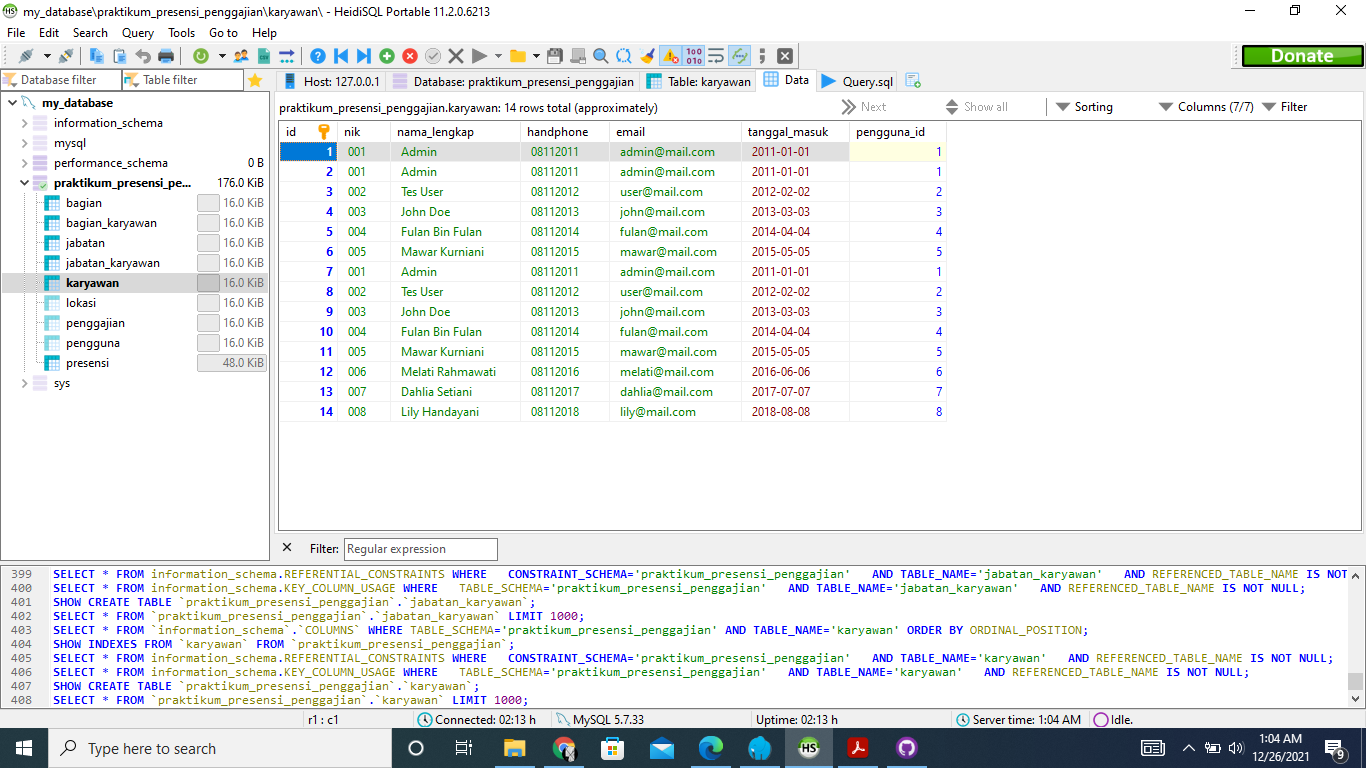 my_database\praktikum_presensi_penggajian\karyawan\ - HeidiSQL Portable 11.2.0.6213
File Edit Search Query Tools Go to Help
Donate
Database filter Table filter
Host: 127.0.0.1 Database: praktikum_presensi_penggajian Table: karyawan Data Query.sql
my_database
information_schema
mysql
performance_schema 0 B
praktikum_presensi_pe... 176.0 KiB
bagian 16.0 KiB
bagian_karyawan 16.0 KiB
jabatan 16.0 KiB
jabatan_karyawan 16.0 KiB
karyawan 16.0 KiB
lokasi 16.0 KiB
penggajian 16.0 KiB
pengguna 16.0 KiB
presensi 48.0 KiB
sys
praktikum_presensi_penggajian.karyawan: 14 rows total (approximately) Next Show all Sorting Columns (7/7) Filter
id nik nama_lengkap handphone email tanggal_masuk pengguna_id
1 001 Admin 08112011 admin@mail.com 2011-01-01 1
2 001 Admin 08112011 admin@mail.com 2011-01-01 1
3 002 Tes User 08112012 user@mail.com 2012-02-02 2
4 003 John Doe 08112013 john@mail.com 2013-03-03 3
5 004 Fulan Bin Fulan 08112014 fulan@mail.com 2014-04-04 4
6 005 Mawar Kurniani 08112015 mawar@mail.com 2015-05-05 5
7 001 Admin 08112011 admin@mail.com 2011-01-01 1
8 002 Tes User 08112012 user@mail.com 2012-02-02 2
9 003 John Doe 08112013 john@mail.com 2013-03-03 3
10 004 Fulan Bin Fulan 08112014 fulan@mail.com 2014-04-04 4
11 005 Mawar Kurniani 08112015 mawar@mail.com 2015-05-05 5
12 006 Melati Rahmawati 08112016 melati@mail.com 2016-06-06 6
13 007 Dahlia Setiani 08112017 dahlia@mail.com 2017-07-07 7
14 008 Lily Handayani 08112018 lily@mail.com 2018-08-08 8
Filter: Regular expression
399 SELECT * FROM information_schema.REFERENTIAL_CONSTRAINTS WHERE CONSTRAINT_SCHEMA='praktikum_presensi_penggajian' AND TABLE_NAME='jabatan_karyawan' AND REFERENCED_TABLE_NAME IS NOT
400 SELECT * FROM information_schema.KEY_COLUMN_USAGE WHERE TABLE_SCHEMA='praktikum_presensi_penggajian' AND TABLE_NAME='jabatan_karyawan' AND REFERENCED_TABLE_NAME IS NOT NULL;
401 SHOW CREATE TABLE `praktikum_presensi_penggajian`.`jabatan_karyawan`;
402 SELECT * FROM `praktikum_presensi_penggajian`.`jabatan_karyawan` LIMIT 1000;
403 SELECT * FROM `information_schema`.`COLUMNS` WHERE TABLE_SCHEMA='praktikum_presensi_penggajian' AND TABLE_NAME='karyawan' ORDER BY ORDINAL_POSITION;
404 SHOW INDEXES FROM `karyawan` FROM `praktikum_presensi_penggajian`;
405 SELECT * FROM information_schema.REFERENTIAL_CONSTRAINTS WHERE CONSTRAINT_SCHEMA='praktikum_presensi_penggajian' AND TABLE_NAME='karyawan' AND REFERENCED_TABLE_NAME IS NOT NULL;
406 SELECT * FROM information_schema.KEY_COLUMN_USAGE WHERE TABLE_SCHEMA='praktikum_presensi_penggajian' AND TABLE_NAME='karyawan' AND REFERENCED_TABLE_NAME IS NOT NULL;
407 SHOW CREATE TABLE `praktikum_presensi_penggajian`.`karyawan`;
408 SELECT * FROM `praktikum_presensi_penggajian`.`karyawan` LIMIT 1000;
r1 : c1 Connected: 02:13 h MySQL 5.7.33 Uptime: 02:13 h Server time: 1:04 AM Idle.
Type here to search
HS
1:04 AM
12/26/2021
9